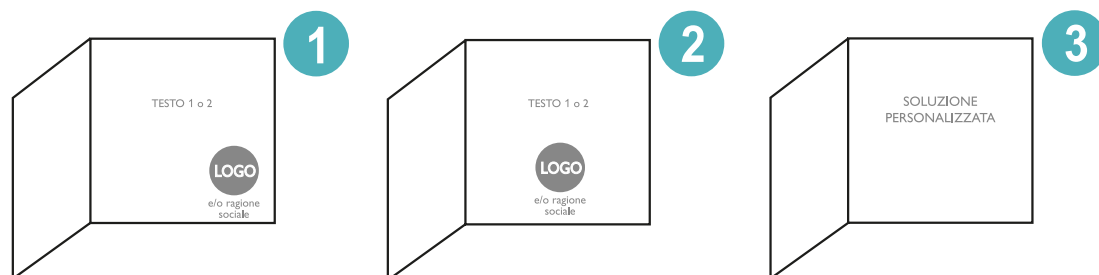 1
TESTO 1 o 2
LOGO
e/o ragione
sociale
2
TESTO 1 o 2
LOGO
e/o ragione
sociale
3
SOLUZIONE
PERSONALIZZATA